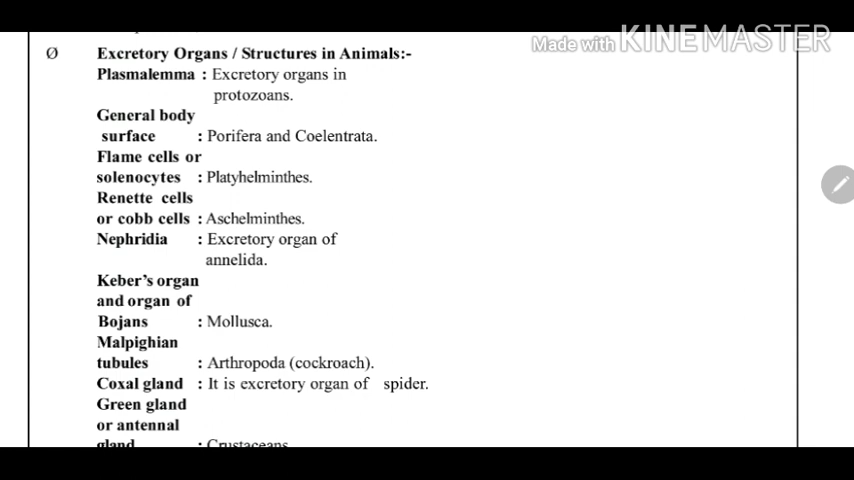 Made with KINEMASTER
Ø Excretory Organs / Structures in Animals:-
Plasmalemma : Excretory organs in
protozoans.
General body
surface : Porifera and Coelentrata.
Flame cells or
solenocytes : Platyhelminthes.
Renette cells
or cobb cells : Aschelminthes.
Nephridia : Excretory organ of
annelida.
Keber's organ
and organ of
Bojans : Mollusca.
Malpighian
tubules : Arthropoda (cockroach).
Coxal gland : It is excretory organ of spider.
Green gland
or antennal
gland : Crustaceans